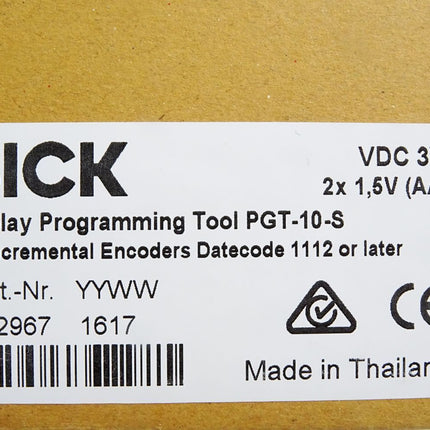 ICK
VDC 3
2x 1,5V (A
lay Programming Tool PGT-10-S
cremental Encoders Datecode 1112 or later
t.-Nr. YYWW
2967 1617
CE
Made in Thailan